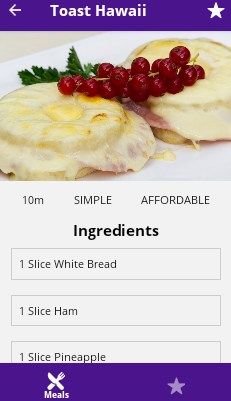 Toast Hawaii
10m SIMPLE AFFORDABLE
Ingredients
1 Slice White Bread
1 Slice Ham
1 Slice Pineapple
Meals